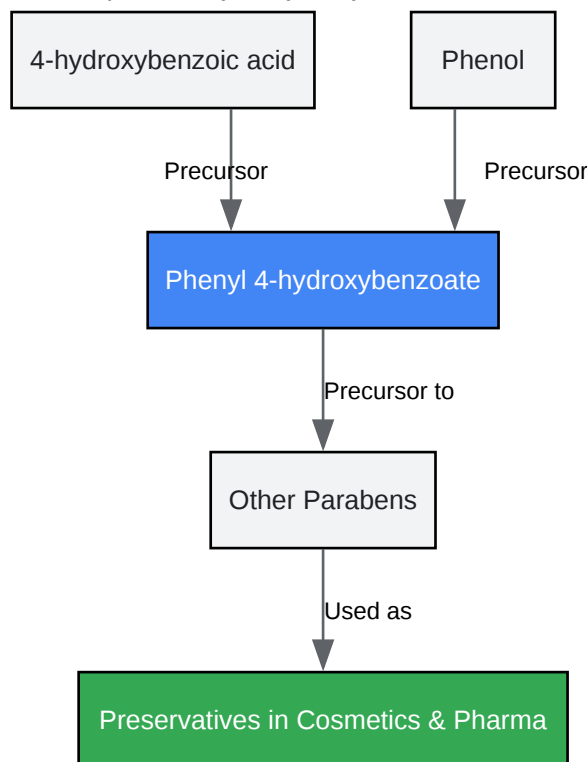 4-hydroxybenzoic acid
Phenol
Precursor
Precursor
Phenyl 4-hydroxybenzoate
Precursor to
Other Parabens
Used as
Preservatives in Cosmetics & Pharma